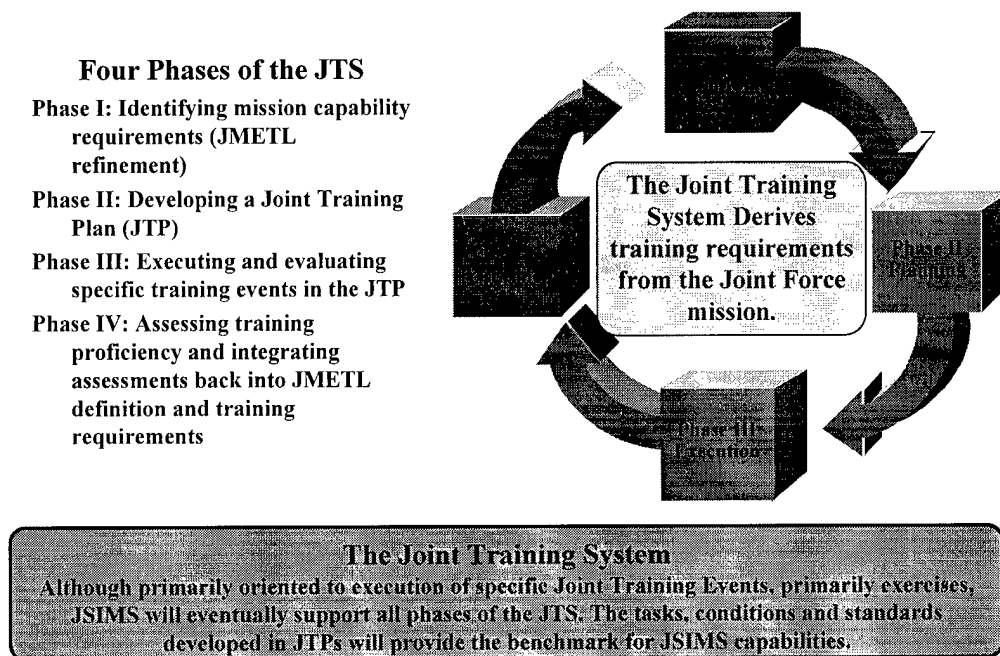 Four Phases of the JTS
Phase I: Identifying mission capability
requirements (JMETL
refinement)
Phase II: Developing a Joint Training
Plan (JTP)
Phase III: Executing and evaluating
specific training events in the JTP
Phase IV: Assessing training
proficiency and integrating
assessments back into JMETL
definition and training
requirements
The Joint Training
System Derives
training requirements
from the Joint Force
mission.
Phase II
Planning
Phase III
Execution
The Joint Training System
Although primarily oriented to execution of specific Joint Training Events, primarily exercises,
JSIMS will eventually support all phases of the JTS. The tasks, conditions and standards
developed in JTPs will provide the benchmark for JSIMS capabilities.